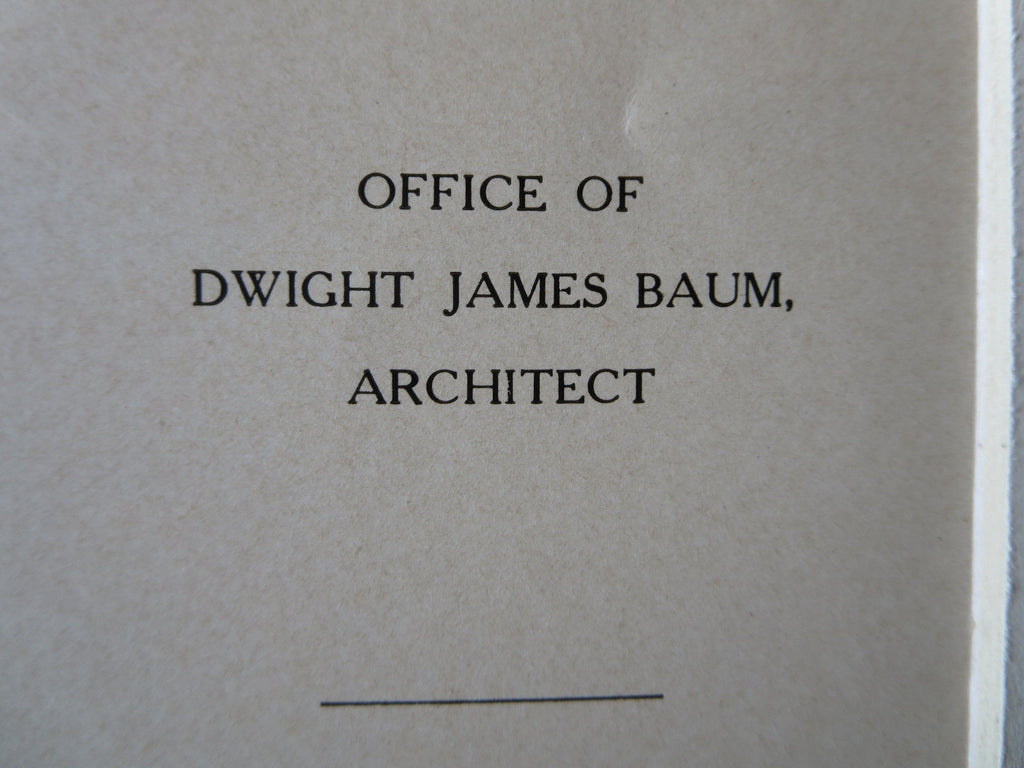 OFFICE OF
DWIGHT JAMES BAUM,
ARCHITECT